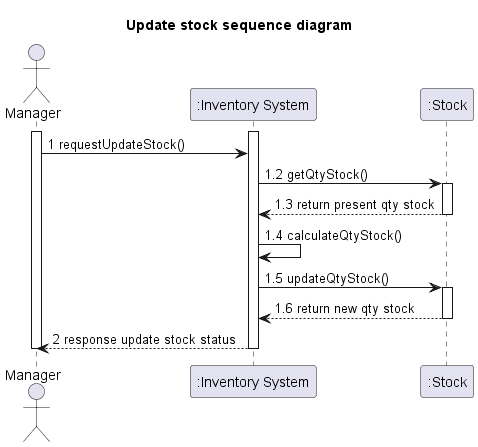 Update stock sequence diagram
Manager
:Inventory System
:Stock
1 requestUpdateStock()
1.2 getQtyStock()
1.3 return present qty stock
1.4 calculateQtyStock()
1.5 updateQtyStock()
1.6 return new qty stock
2 response update stock status
Manager
:Inventory System
:Stock